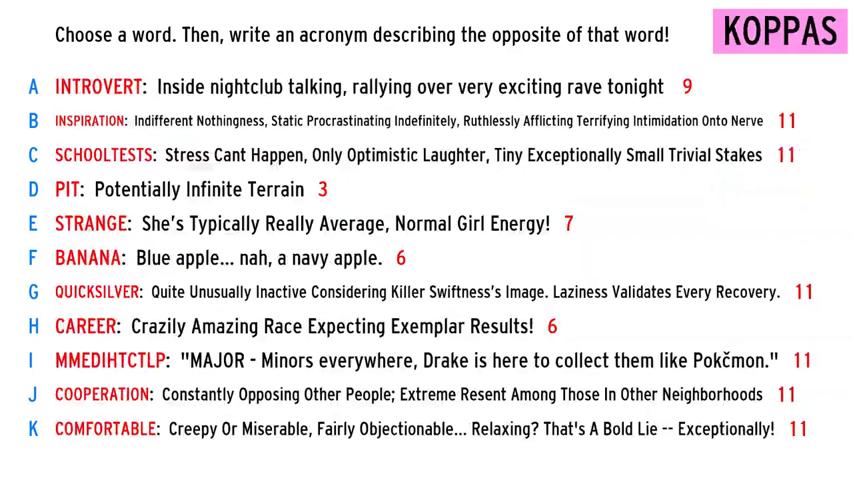 Choose a word. Then, write an acronym describing the opposite of that word! KOPPAS
A INTROVERT: Inside nightclub talking, rallying over very exciting rave tonight 9
B INSPIRATION: Indifferent Nothingness, Static Procrastinating Indefinitely, Ruthlessly Afflicting Terrifying Intimidation Onto Nerve 11
C SCHOOLTESTS: Stress Cant Happen, Only Optimistic Laughter, Tiny Exceptionally Small Trivial Stakes 11
D PIT: Potentially Infinite Terrain 3
E STRANGE: She's Typically Really Average, Normal Girl Energy! 7
F BANANA: Blue apple... nah, a navy apple. 6
G QUICKSILVER: Quite Unusually Inactive Considering Killer Swiftness's Image. Laziness Validates Every Recovery. 11
H CAREER: Crazily Amazing Race Expecting Exemplar Results! 6
I MMEDIHTCTLP: "MAJOR - Minors everywhere, Drake is here to collect them like Pokčmon." 11
J COOPERATION: Constantly Opposing Other People; Extreme Resent Among Those In Other Neighborhoods 11
K COMFORTABLE: Creepy Or Miserable, Fairly Objectionable... Relaxing? That's A Bold Lie -- Exceptionally! 11